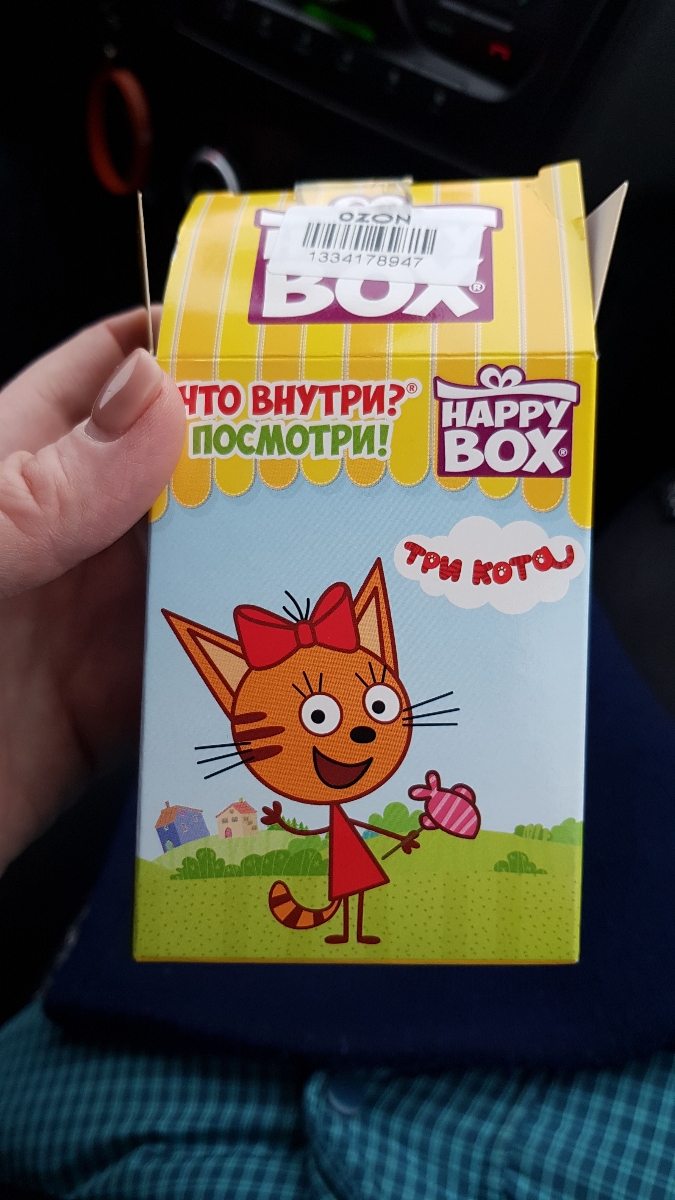 OZON
1334178947
BOX®
ЧТО ВНУТРИ?®
ПОСМОТРИ!
HAPPY
BOX®
ТРИ КОТА